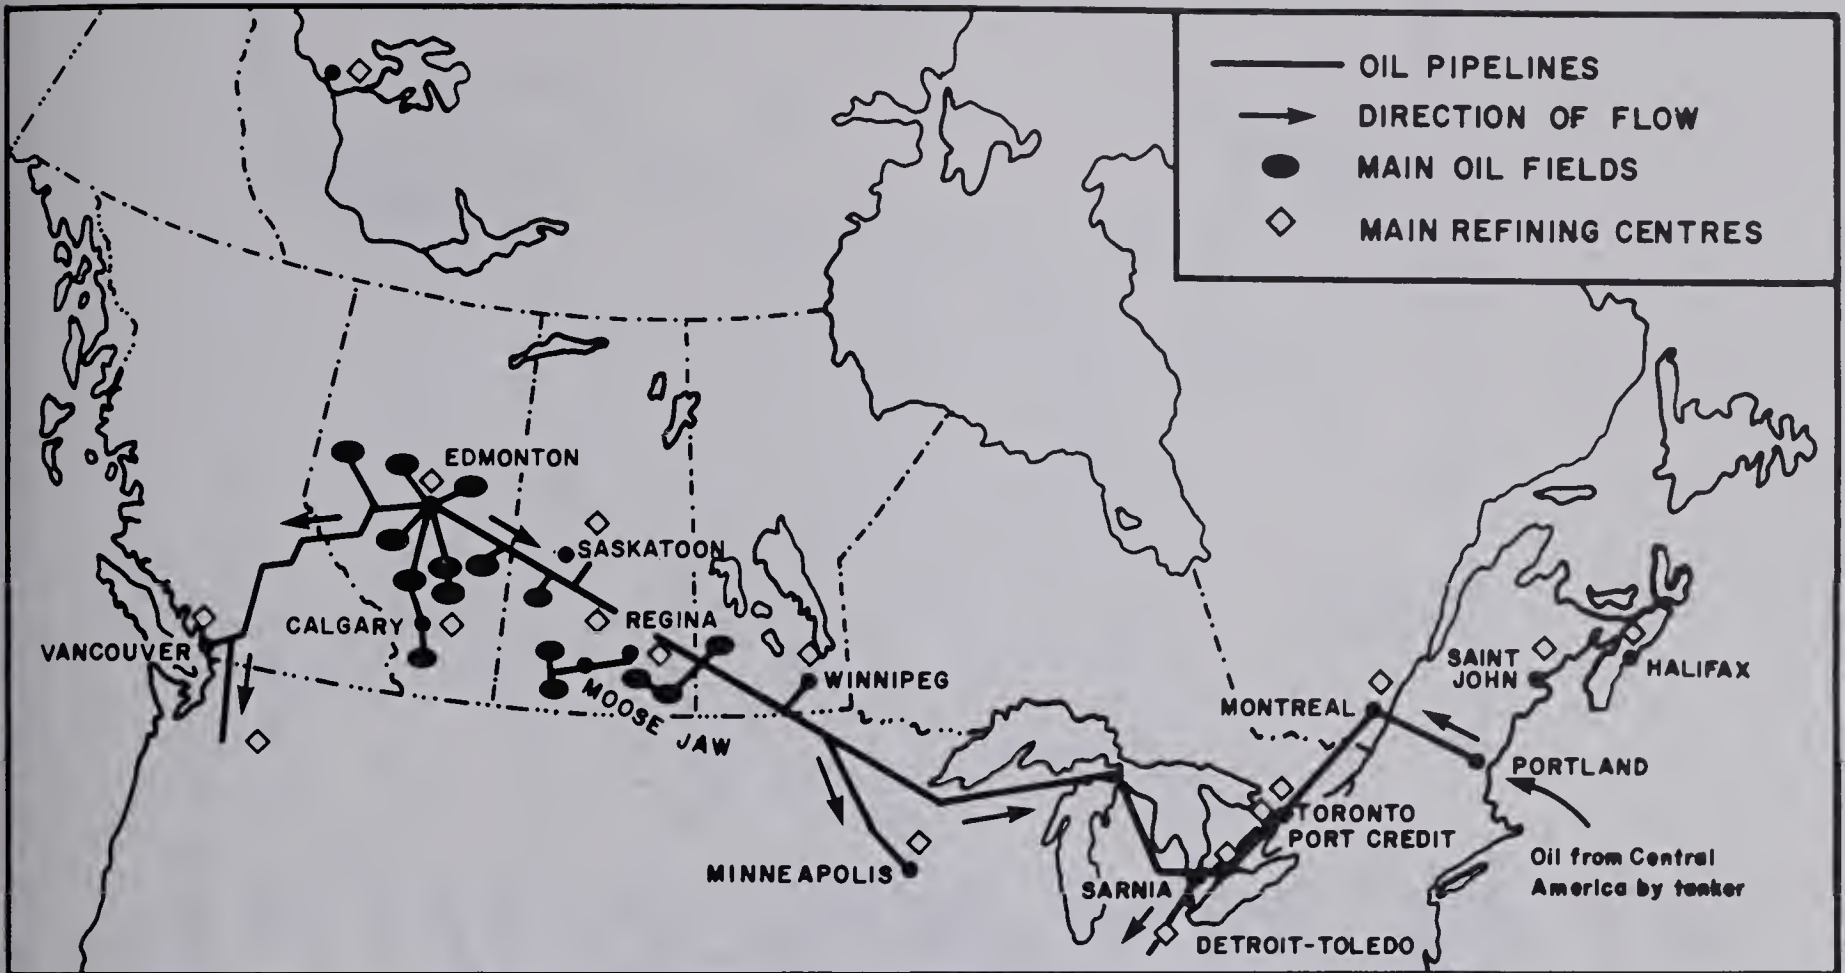 OIL PIPELINES
DIRECTION OF FLOW
MAIN OIL FIELDS
MAIN REFINING CENTRES
EDMONTON
SASKATOON
CALGARY
REGINA
VANCOUVER
MOOSE JAW
WINNIPEG
MINNEAPOLIS
SARNIA
DETROIT-TOLEDO
TORONTO
PORT CREDIT
MONTREAL
PORTLAND
SAINT
JOHN
HALIFAX
Oil from Central
America by tanker